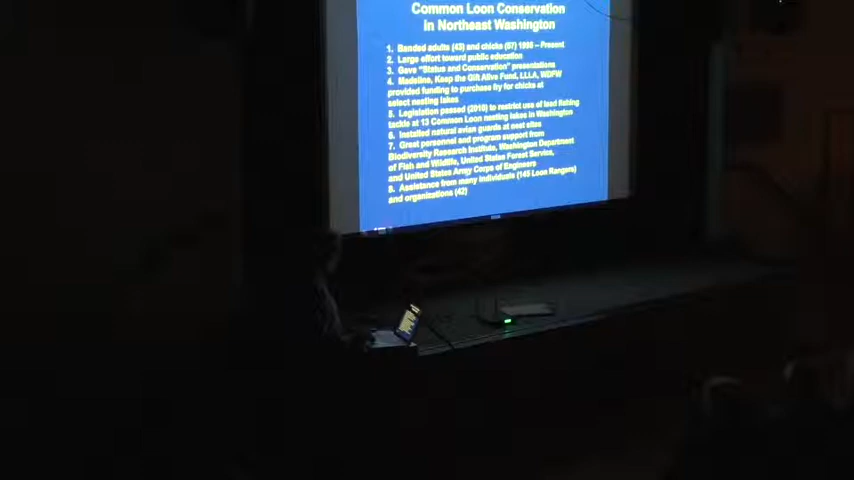 Common Loon Conservation
in Northeast Washington
1. Banded adults (43) and chicks (67) 1996 – Present
2. Large effort toward public education
3. Gave "Status and Conservation" presentations
4. Madeline, Keep the Gift Alive Fund, LLLA, WDFW
provided funding to purchase fry for chicks at
select nesting lakes
5. Legislation passed (2010) to restrict use of lead fishing
tackle at 13 Common Loon nesting lakes in Washington
6. Installed natural avian guards at nest sites
7. Great personnel and program support from
Biodiversity Research Institute, Washington Department
of Fish and Wildlife, United States Forest Service,
and United States Army Corps of Engineers
8. Assistance from many individuals (145 Loon Rangers)
and organizations (42)